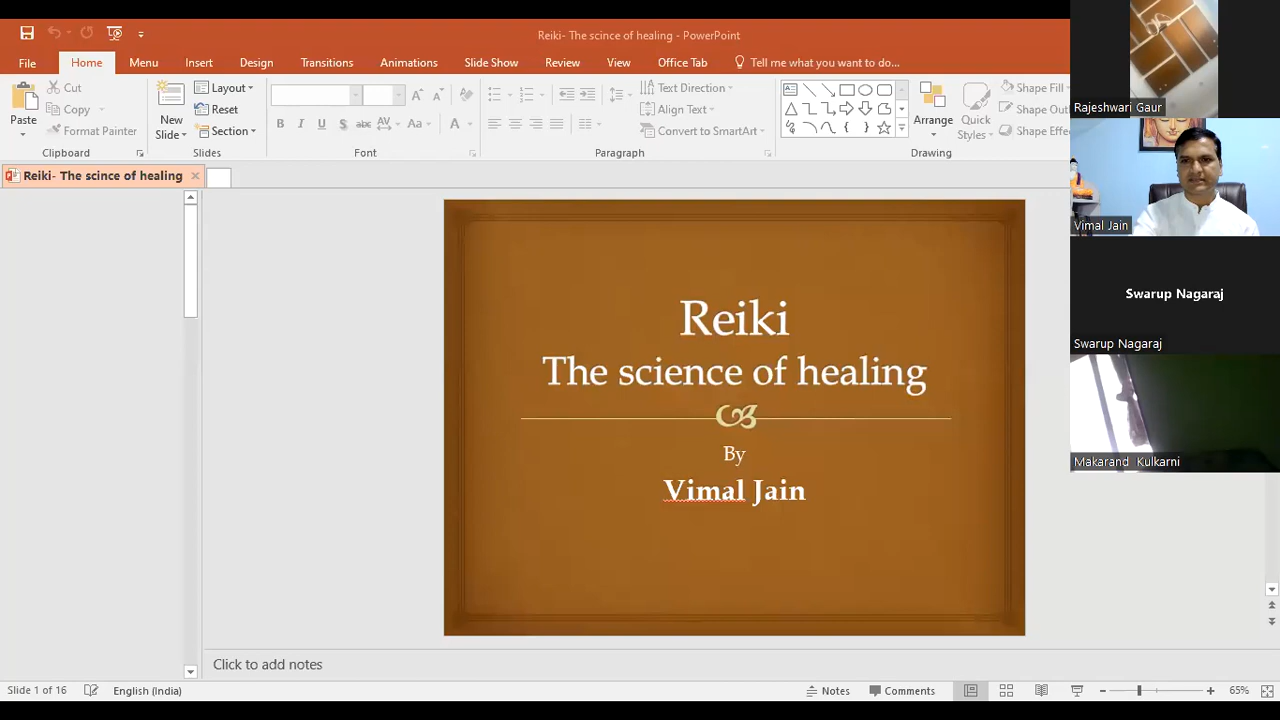 Reiki- The scince of healing - PowerPoint
File Home Menu Insert Design Transitions Animations Slide Show Review View Office Tab Tell me what you want to do...
Paste
Cut
Copy
Format Painter
Clipboard
New
Slide
Layout
Reset
Section
Slides
B I U S abc AV Aa A
Font
Text Direction
Align Text
Convert to SmartArt
Paragraph
Arrange
Quick
Styles
Shape Fill
Shape Out
Shape Effe
Drawing
Reiki- The scince of healing
Reiki
The science of healing
By
Vimal Jain
Click to add notes
Slide 1 of 16 English (India) Notes Comments 65%
Rajeshwari Gaur
Vimal Jain
Swarup Nagaraj
Swarup Nagaraj
Makarand Kulkarni